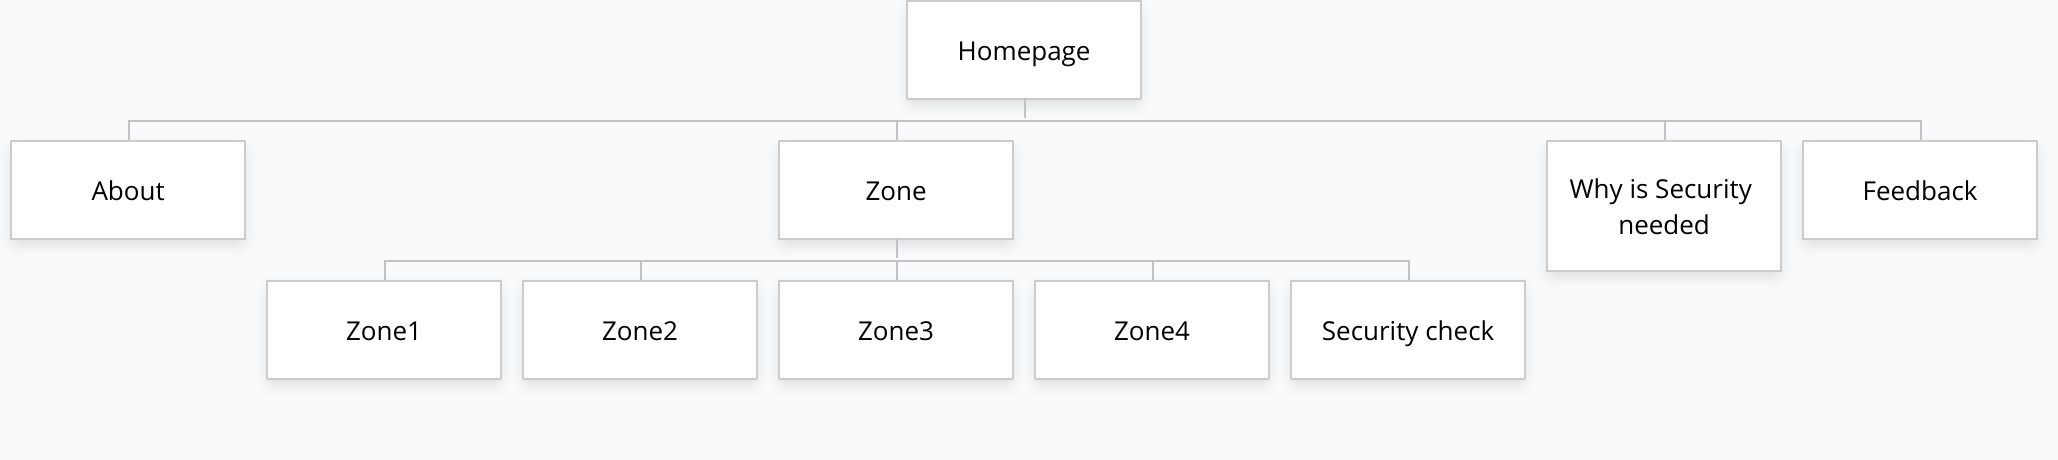 Homepage
About
Zone
Why is Security
needed
Feedback
Zone1
Zone2
Zone3
Zone4
Security check